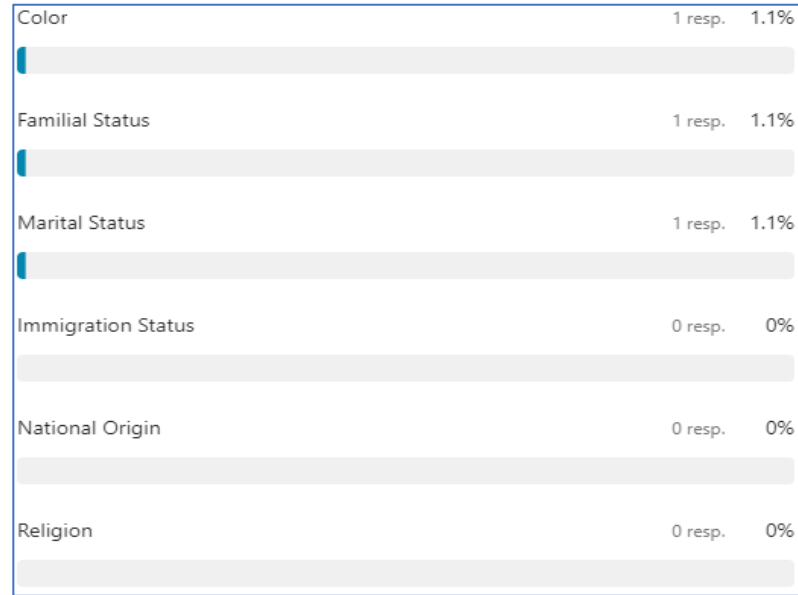 Color 1 resp. 1.1%
Familial Status 1 resp. 1.1%
Marital Status 1 resp. 1.1%
Immigration Status 0 resp. 0%
National Origin 0 resp. 0%
Religion 0 resp. 0%